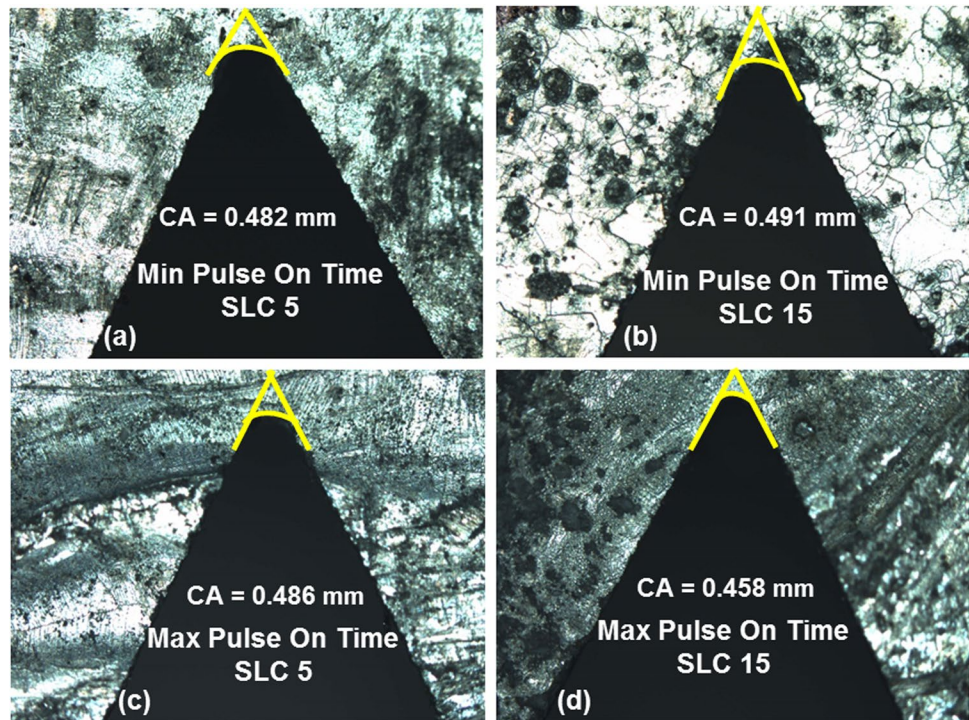 CA = 0.482 mm
Min Pulse On Time
SLC 5
(a)
CA = 0.491 mm
Min Pulse On Time
SLC 15
(b)
CA = 0.486 mm
Max Pulse On Time
SLC 5
(c)
CA = 0.458 mm
Max Pulse On Time
SLC 15
(d)